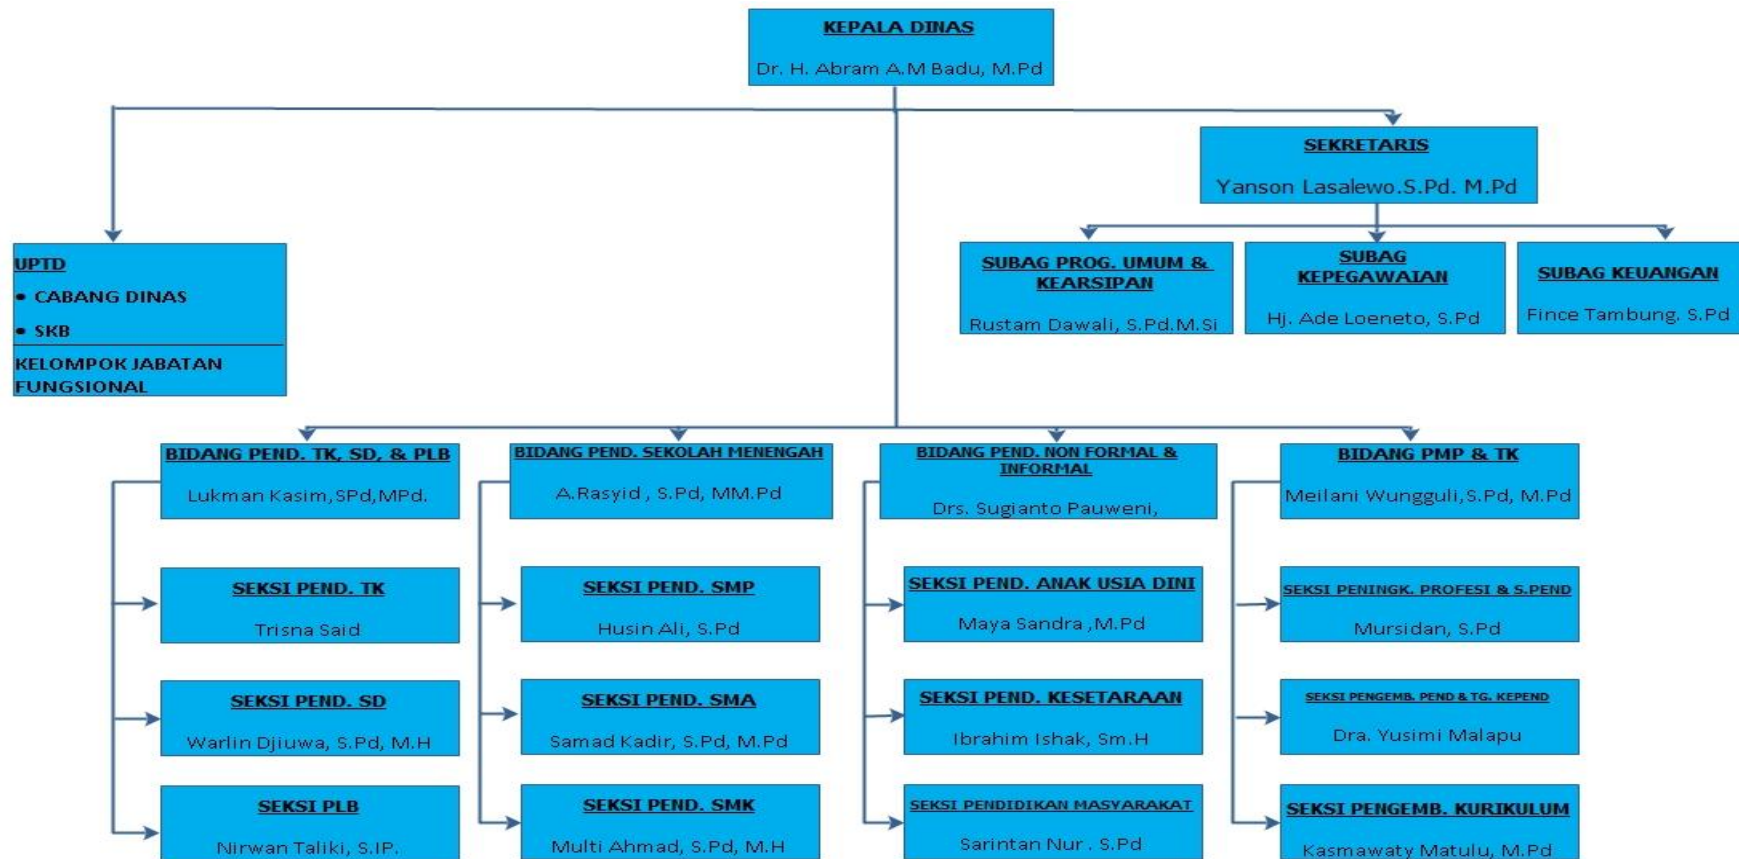 KEPALA DINAS
Dr. H. Abram A.M Badu, M.Pd
SEKRETARIS
Yanson Lasalewo.S.Pd. M.Pd
UPTD
• CABANG DINAS
• SKB
KELOMPOK JABATAN
FUNGSIONAL
SUBAG PROG. UMUM &
KEARSIPAN
Rustam Dawali, S.Pd.M.Si
SUBAG
KEPEGAWAIAN
Hj. Ade Loeneto, S.Pd
SUBAG KEUANGAN
Fince Tambung. S.Pd
BIDANG PEND. TK, SD, & PLB
Lukman Kasim,SPd,MPd.
BIDANG PEND. SEKOLAH MENENGAH
A.Rasyid , S.Pd, MM.Pd
BIDANG PEND. NON FORMAL &
INFORMAL
Drs. Sugianto Pauweni,
BIDANG PMP & TK
Meilani Wungguli,S.Pd, M.Pd
SEKSI PEND. TK
Trisna Said
SEKSI PEND. SMP
Husin Ali, S.Pd
SEKSI PEND. ANAK USIA DINI
Maya Sandra ,M.Pd
SEKSI PENINGK. PROFESI & S.PEND
Mursidan, S.Pd
SEKSI PEND. SD
Warlin Djiuwa, S.Pd, M.H
SEKSI PEND. SMA
Samad Kadir, S.Pd, M.Pd
SEKSI PEND. KESETARAAN
Ibrahim Ishak, Sm.H
SEKSI PENGEMB. PEND & TG. KEPEND
Dra. Yusimi Malapu
SEKSI PLB
Nirwan Taliki, S.IP.
SEKSI PEND. SMK
Multi Ahmad, S.Pd, M.H
SEKSI PENDIDIKAN MASYARAKAT
Sarintan Nur . S.Pd
SEKSI PENGEMB. KURIKULUM
Kasmawaty Matulu, M.Pd